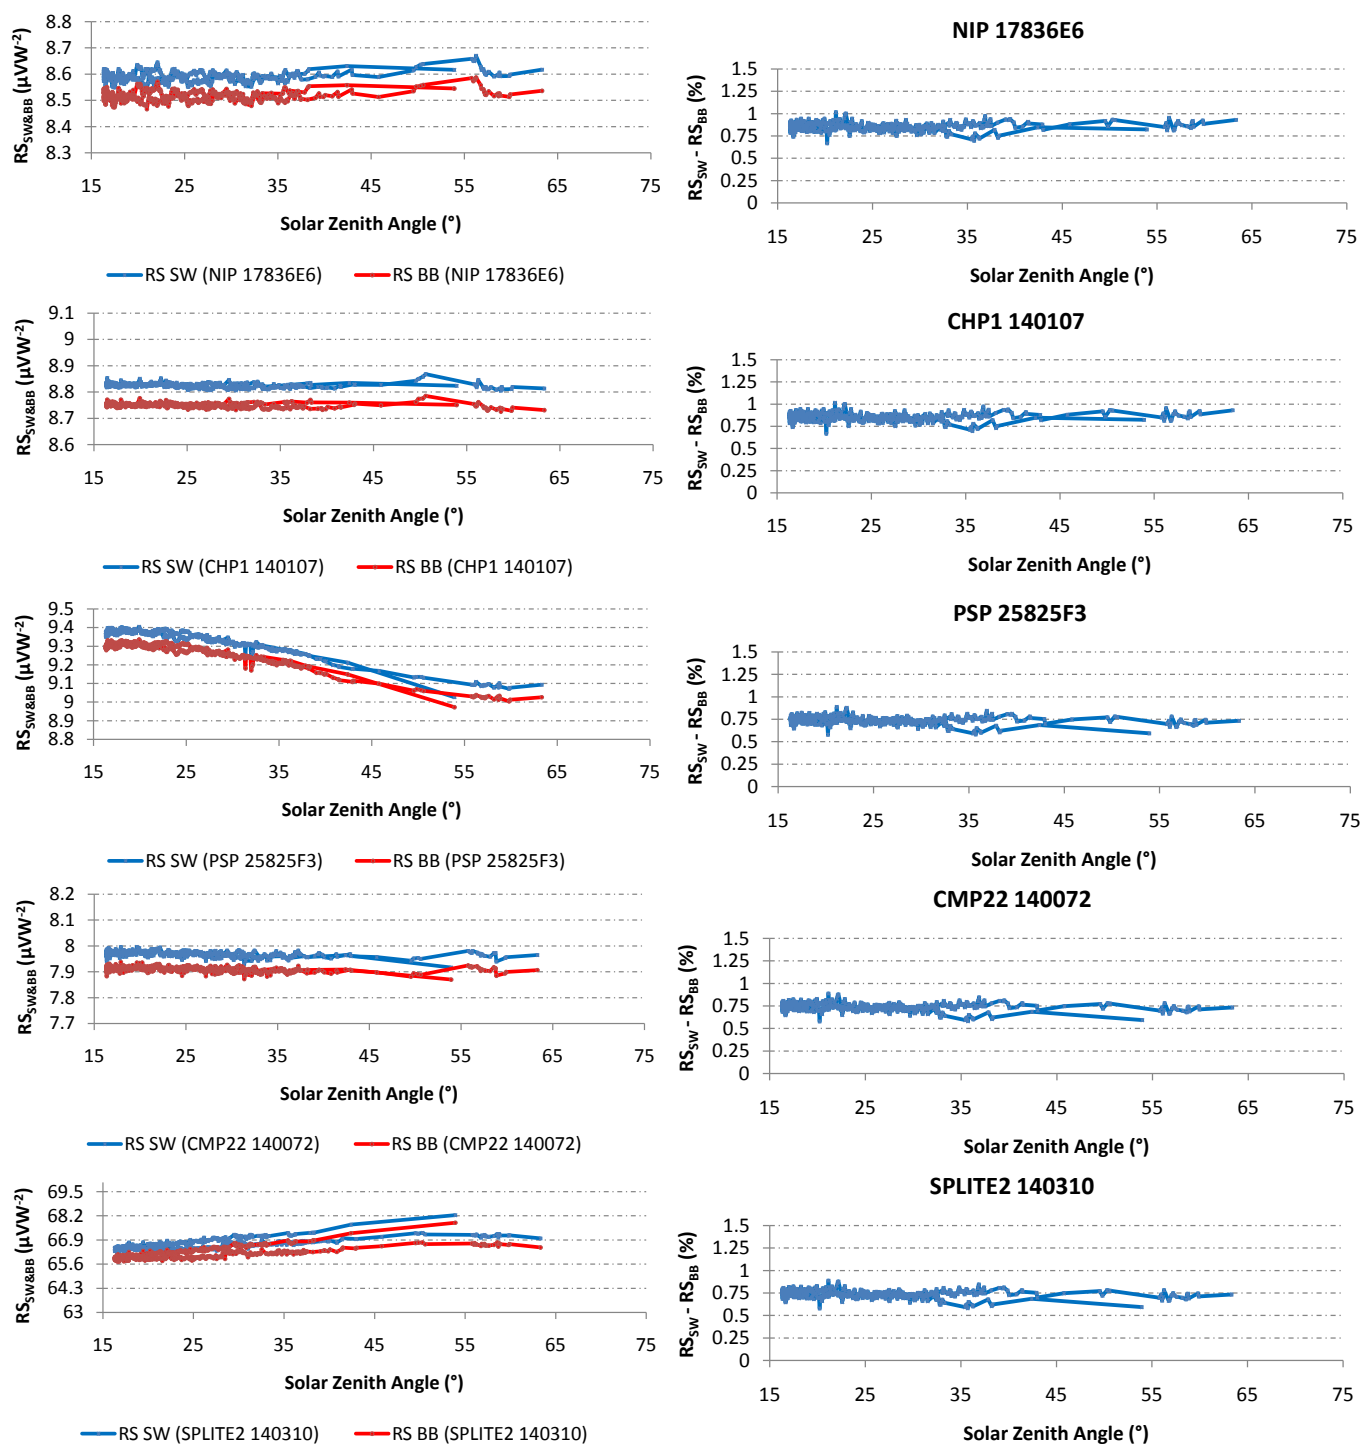 8.8
8.7
8.6
8.5
8.4
8.3
RSSW&BB (µVW-2)
15 25 35 45 55 65 75
Solar Zenith Angle (°)
RS SW (NIP 17836E6) RS BB (NIP 17836E6)
NIP 17836E6
1.5
1.25
1
0.75
0.5
0.25
0
RSSW - RSBB (%)
15 25 35 45 55 65 75
Solar Zenith Angle (°)
9.1
9
8.9
8.8
8.7
8.6
RSSW&BB (µVW-2)
15 25 35 45 55 65 75
Solar Zenith Angle (°)
RS SW (CHP1 140107) RS BB (CHP1 140107)
CHP1 140107
1.5
1.25
1
0.75
0.5
0.25
0
RSSW - RSBB (%)
15 25 35 45 55 65 75
Solar Zenith Angle (°)
9.5
9.4
9.3
9.2
9.1
9
8.9
8.8
RSSW&BB (µVW-2)
15 25 35 45 55 65 75
Solar Zenith Angle (°)
RS SW (PSP 25825F3) RS BB (PSP 25825F3)
PSP 25825F3
1.5
1.25
1
0.75
0.5
0.25
0
RSSW - RSBB (%)
15 25 35 45 55 65 75
Solar Zenith Angle (°)
8.2
8.1
8
7.9
7.8
7.7
RSSW&BB (µVW-2)
15 25 35 45 55 65 75
Solar Zenith Angle (°)
RS SW (CMP22 140072) RS BB (CMP22 140072)
CMP22 140072
1.5
1.25
1
0.75
0.5
0.25
0
RSSW - RSBB (%)
15 25 35 45 55 65 75
Solar Zenith Angle (°)
69.5
68.2
66.9
65.6
64.3
63
RSSW&BB (µVW-2)
15 25 35 45 55 65 75
Solar Zenith Angle (°)
RS SW (SPLITE2 140310) RS BB (SPLITE2 140310)
SPLITE2 140310
1.5
1.25
1
0.75
0.5
0.25
0
RSSW - RSBB (%)
15 25 35 45 55 65 75
Solar Zenith Angle (°)